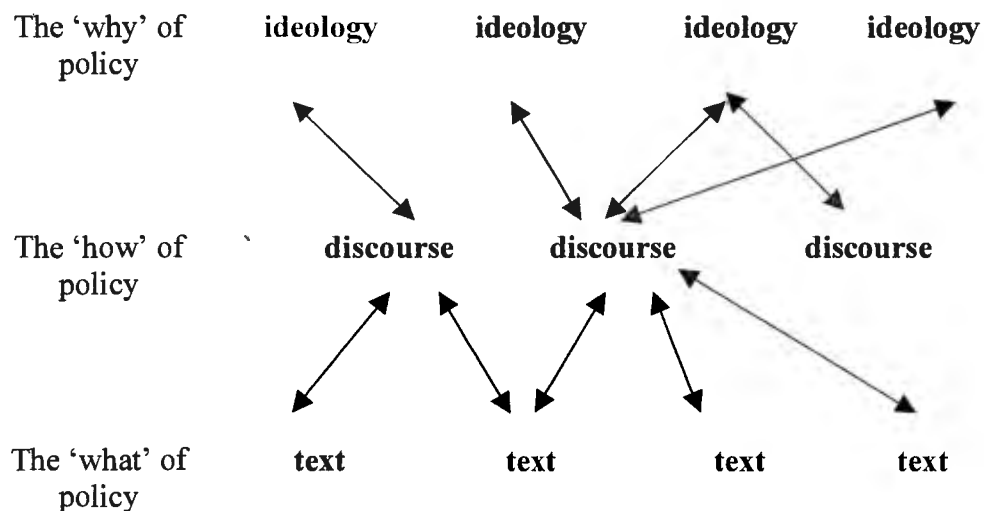 The ‘why’ of policy
ideology ideology ideology ideology
The ‘how’ of policy
discourse discourse discourse
The ‘what’ of policy
text text text text